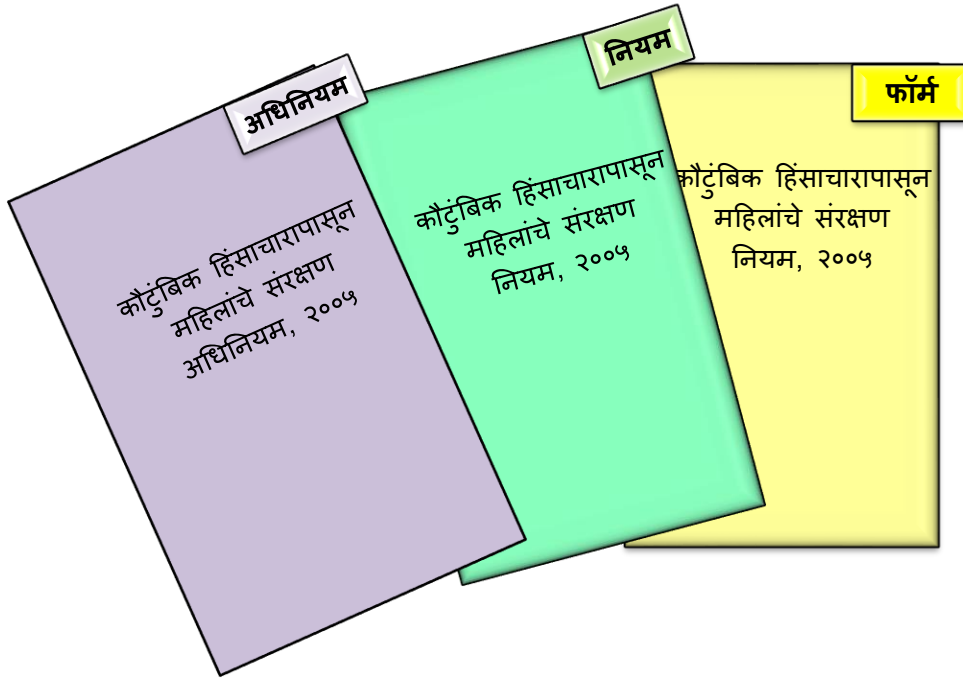 अधिनियम
कौटुंबिक हिंसाचारापासून
महिलांचे संरक्षण
अधिनियम, २००५
नियम
कौटुंबिक हिंसाचारापासून
महिलांचे संरक्षण
नियम, २००५
फॉर्म
कौटुंबिक हिंसाचारापासून
महिलांचे संरक्षण
नियम, २००५